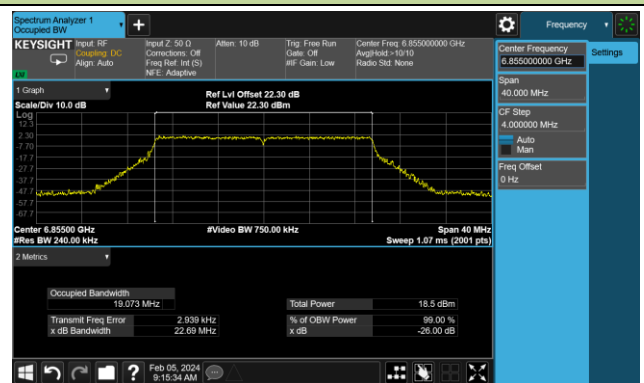 Spectrum Analyzer 1
Occupied BW
Frequency
KEYSIGHT
Input: RF
Coupling: DC
Align: Auto
Input Z: 50 Ω
Corrections: Off
Freq Ref: Int (S)
NFE: Adaptive
Atten: 10 dB
Trig: Free Run
Gate: Off
#IF Gain: Low
Center Freq: 6.855000000 GHz
Avg|Hold:>10/10
Radio Std: None
Center Frequency
6.855000000 GHz
Settings
Span
40.000 MHz
CF Step
4.000000 MHz
Auto
Man
Freq Offset
0 Hz
1 Graph
Scale/Div 10.0 dB
Ref Lvl Offset 22.30 dB
Ref Value 22.30 dBm
Log
12.3
2.30
-7.70
-17.7
-27.7
-37.7
-47.7
-57.7
-67.7
Center 6.85500 GHz
#Video BW 750.00 kHz
Span 40 MHz
#Res BW 240.00 kHz
Sweep 1.07 ms (2001 pts)
2 Metrics
Occupied Bandwidth
19.073 MHz
Total Power 18.5 dBm
Transmit Freq Error 2.939 kHz
% of OBW Power 99.00 %
x dB Bandwidth 22.69 MHz
x dB -26.00 dB
Feb 05, 2024
9:15:34 AM